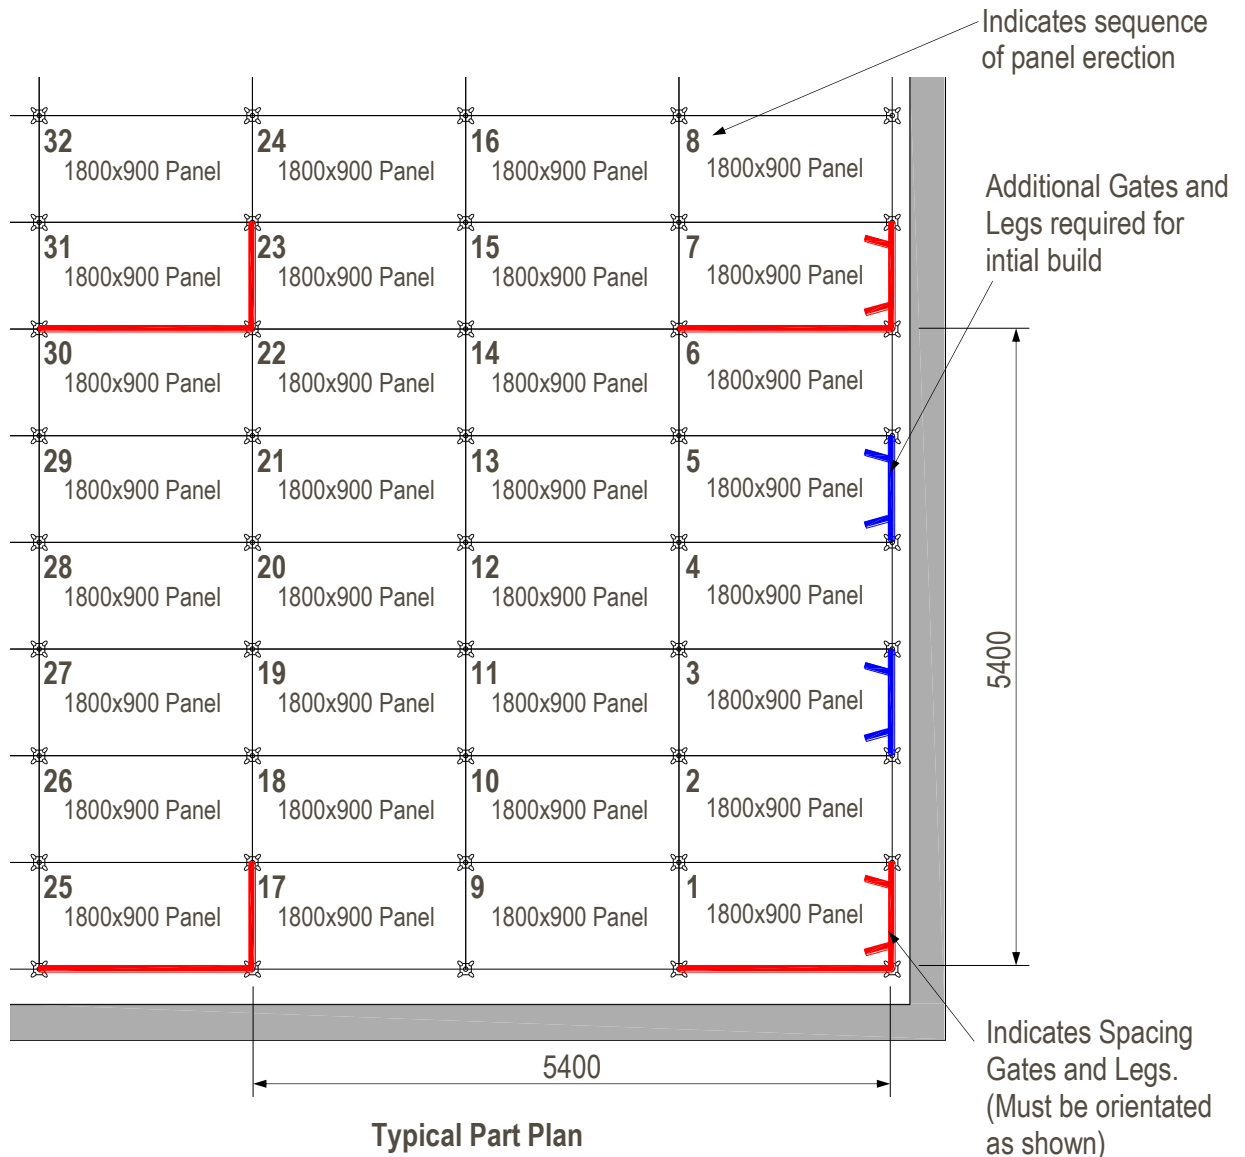 Indicates sequence
of panel erection
32
1800x900 Panel
24
1800x900 Panel
16
1800x900 Panel
8
1800x900 Panel
Additional Gates and
Legs required for
intial build
31
1800x900 Panel
23
1800x900 Panel
15
1800x900 Panel
7
1800x900 Panel
30
1800x900 Panel
22
1800x900 Panel
14
1800x900 Panel
6
1800x900 Panel
29
1800x900 Panel
21
1800x900 Panel
13
1800x900 Panel
5
1800x900 Panel
28
1800x900 Panel
20
1800x900 Panel
12
1800x900 Panel
4
1800x900 Panel
5400
27
1800x900 Panel
19
1800x900 Panel
11
1800x900 Panel
3
1800x900 Panel
26
1800x900 Panel
18
1800x900 Panel
10
1800x900 Panel
2
1800x900 Panel
25
1800x900 Panel
17
1800x900 Panel
9
1800x900 Panel
1
1800x900 Panel
Indicates Spacing
Gates and Legs.
(Must be orientated
as shown)
5400
Typical Part Plan